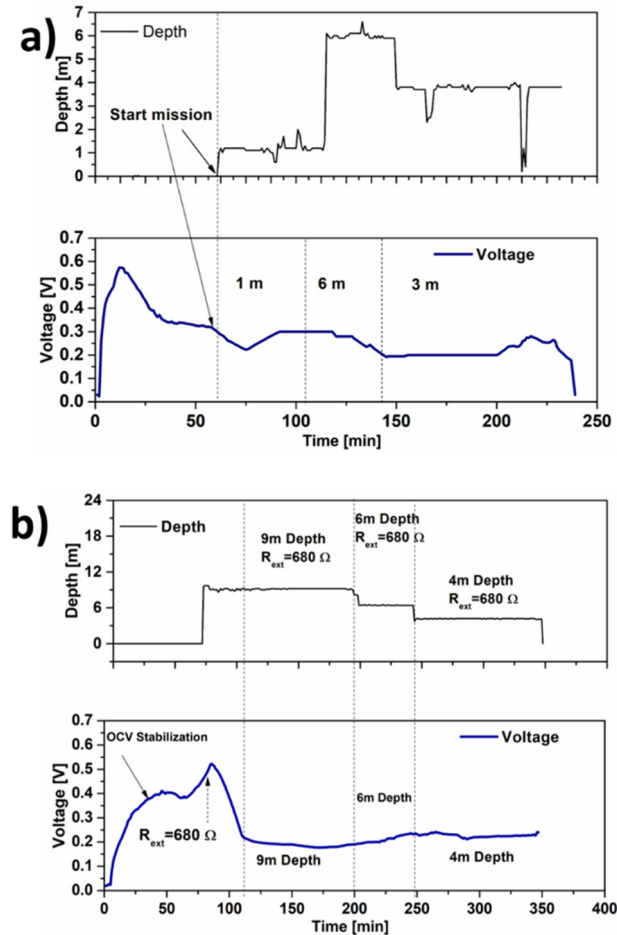 a)
7
6
5
4
3
2
1
0
Depth [m]
Depth
Start mission
0.7
0.6
0.5
0.4
0.3
0.2
0.1
0.0
Voltage [V]
Voltage
1 m 6 m 3 m
0 50 100 150 200 250
Time [min]
b)
24
18
12
6
0
Depth [m]
Depth
9m Depth
Rext=680 Ω
6m Depth
Rext=680 Ω
4m Depth
Rext=680 Ω
0.7
0.6
0.5
0.4
0.3
0.2
0.1
0.0
Voltage [V]
OCV Stabilization
Voltage
Rext=680 Ω
6m Depth
9m Depth
4m Depth
0 50 100 150 200 250 300 350 400
Time [min]